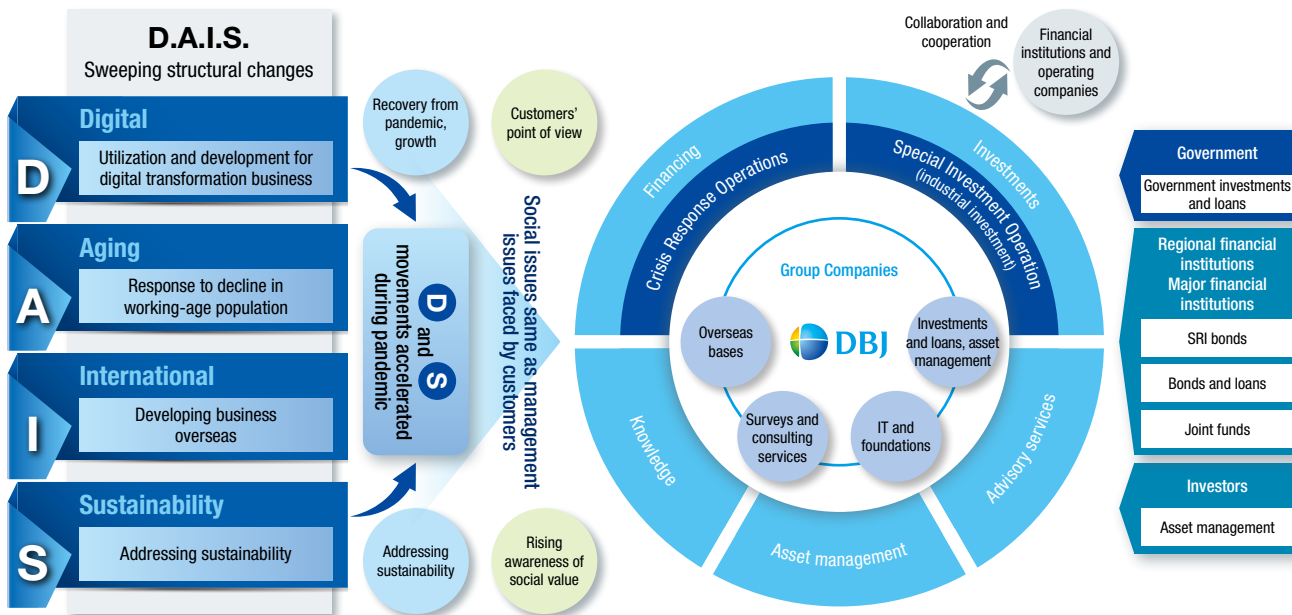 D.A.I.S.
Sweeping structural changes
D
Digital
Utilization and development for
digital transformation business
A
Aging
Response to decline in
working-age population
I
International
Developing business
overseas
S
Sustainability
Addressing sustainability
Recovery from
pandemic,
growth
Customers'
point of view
D and S
movements accelerated
during pandemic
Social issues same as management
issues faced by customers
Addressing
sustainability
Rising
awareness of
social value
Collaboration and
cooperation
Financial
institutions and
operating
companies
Financing
Crisis Response Operations
Investments
Special Investment Operation
(industrial investment)
Group Companies
DBJ
Overseas
bases
Investments
and loans, asset
management
Surveys and
consulting
services
IT and
foundations
Knowledge
Asset management
Advisory services
Government
Government investments
and loans
Regional financial
institutions
Major financial
institutions
SRI bonds
Bonds and loans
Joint funds
Investors
Asset management